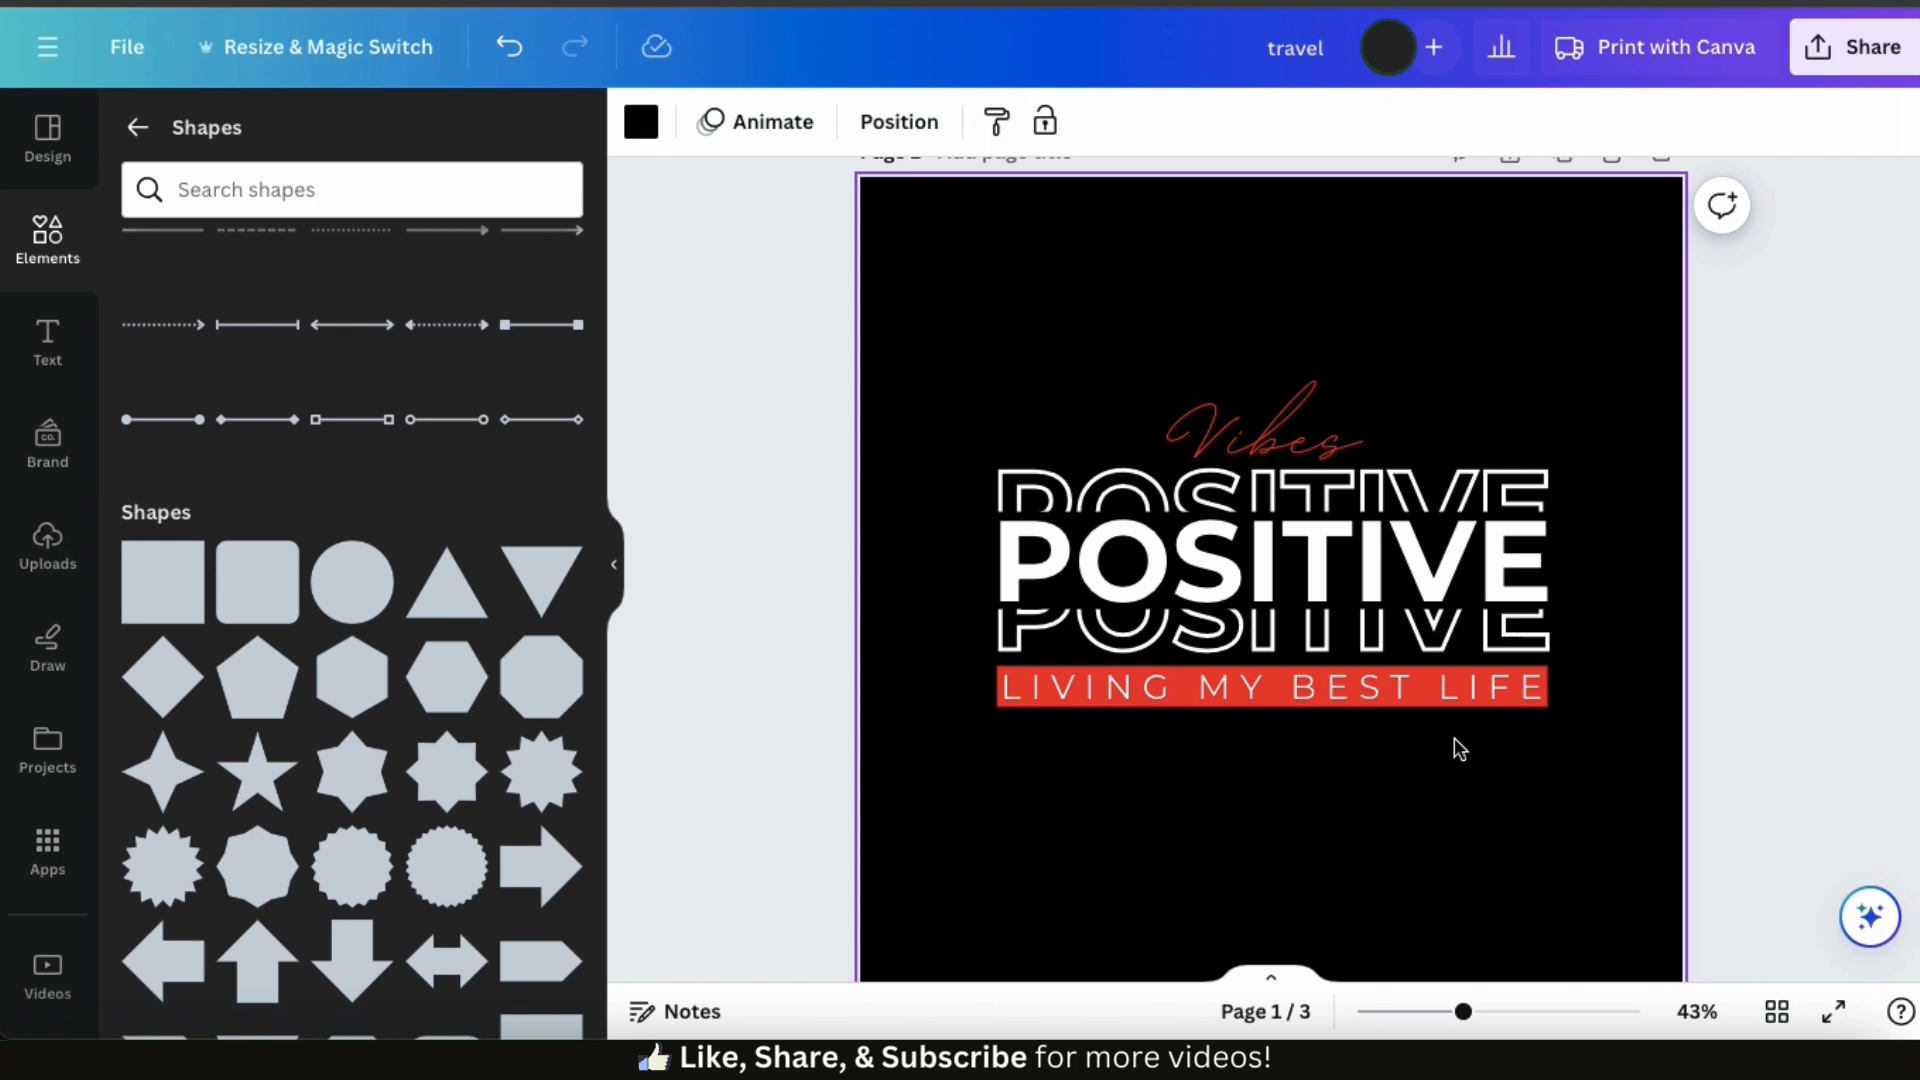 File
Resize & Magic Switch
travel
Print with Canva
Share
Design
Elements
Text
Brand
CO.
Uploads
Draw
Projects
Apps
Videos
Shapes
Search shapes
Shapes
Animate
Position
Vibes
POSITIVE
POSITIVE
POSITIVE
LIVING MY BEST LIFE
Notes
Page 1 / 3
43%
Like, Share, & Subscribe for more videos!